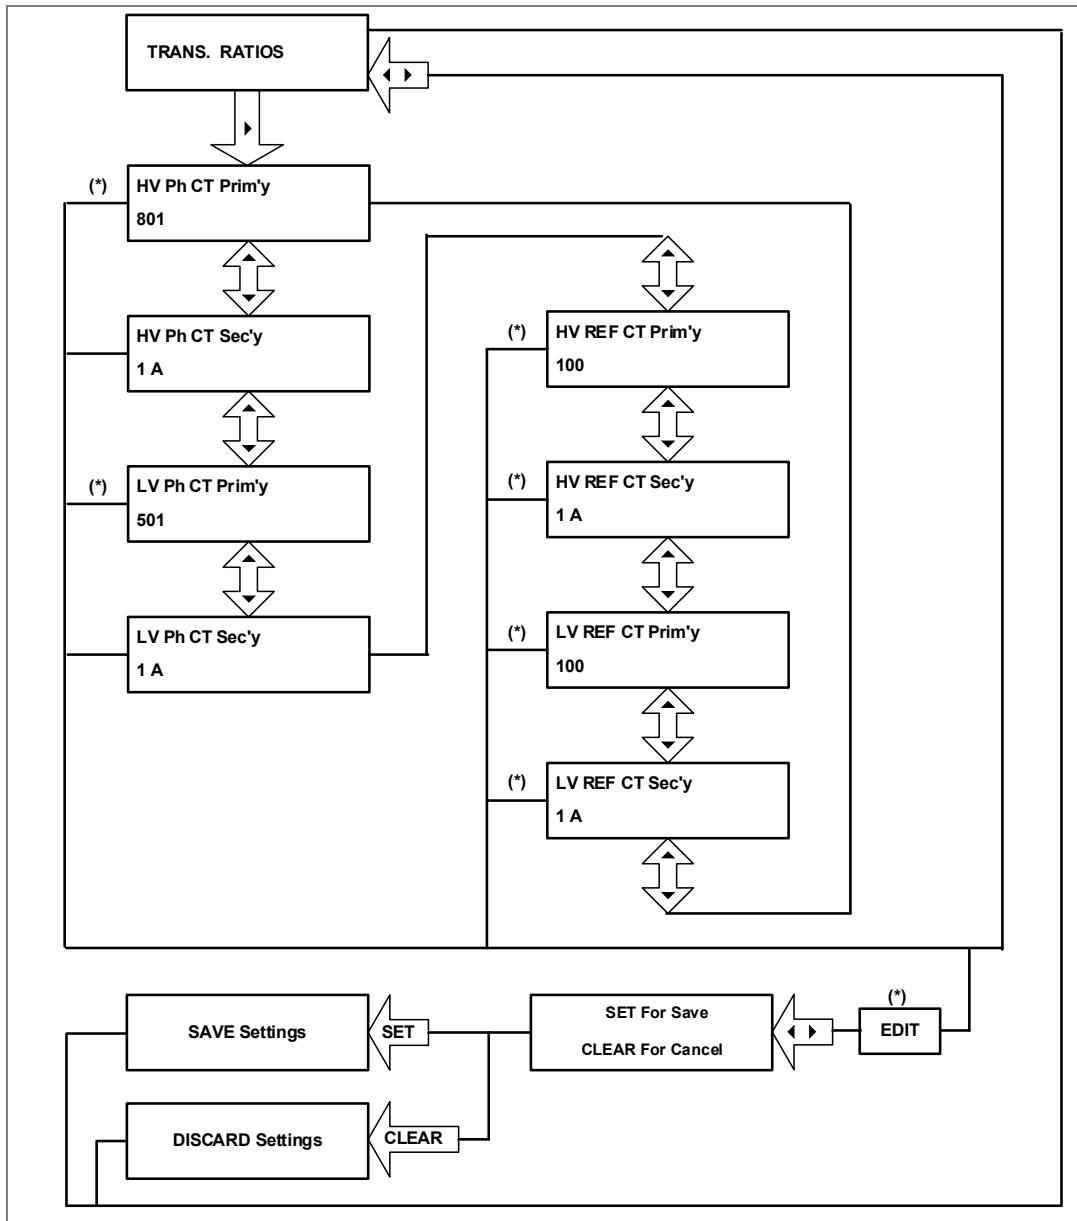 TRANS. RATIOS
(*)
HV Ph CT Prim'y
801
HV Ph CT Sec'y
1 A
(*)
LV Ph CT Prim'y
501
LV Ph CT Sec'y
1 A
(*)
HV REF CT Prim'y
100
(*)
HV REF CT Sec'y
1 A
(*)
LV REF CT Prim'y
100
(*)
LV REF CT Sec'y
1 A
SAVE Settings
SET
SET For Save
CLEAR For Cancel
(*)
EDIT
DISCARD Settings
CLEAR